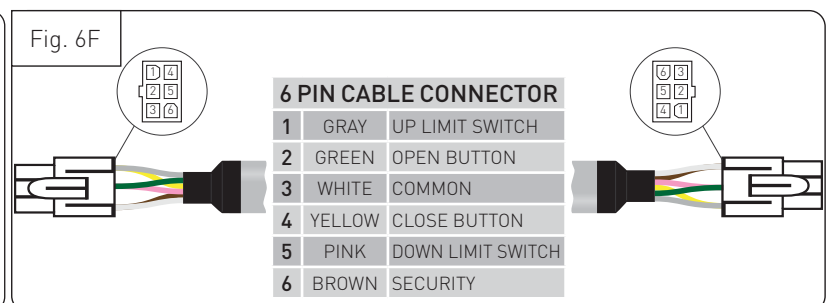 Fig. 6F
1 4
2 5
3 6
6 PIN CABLE CONNECTOR
1 GRAY UP LIMIT SWITCH
2 GREEN OPEN BUTTON
3 WHITE COMMON
4 YELLOW CLOSE BUTTON
5 PINK DOWN LIMIT SWITCH
6 BROWN SECURITY
6 3
5 2
4 1